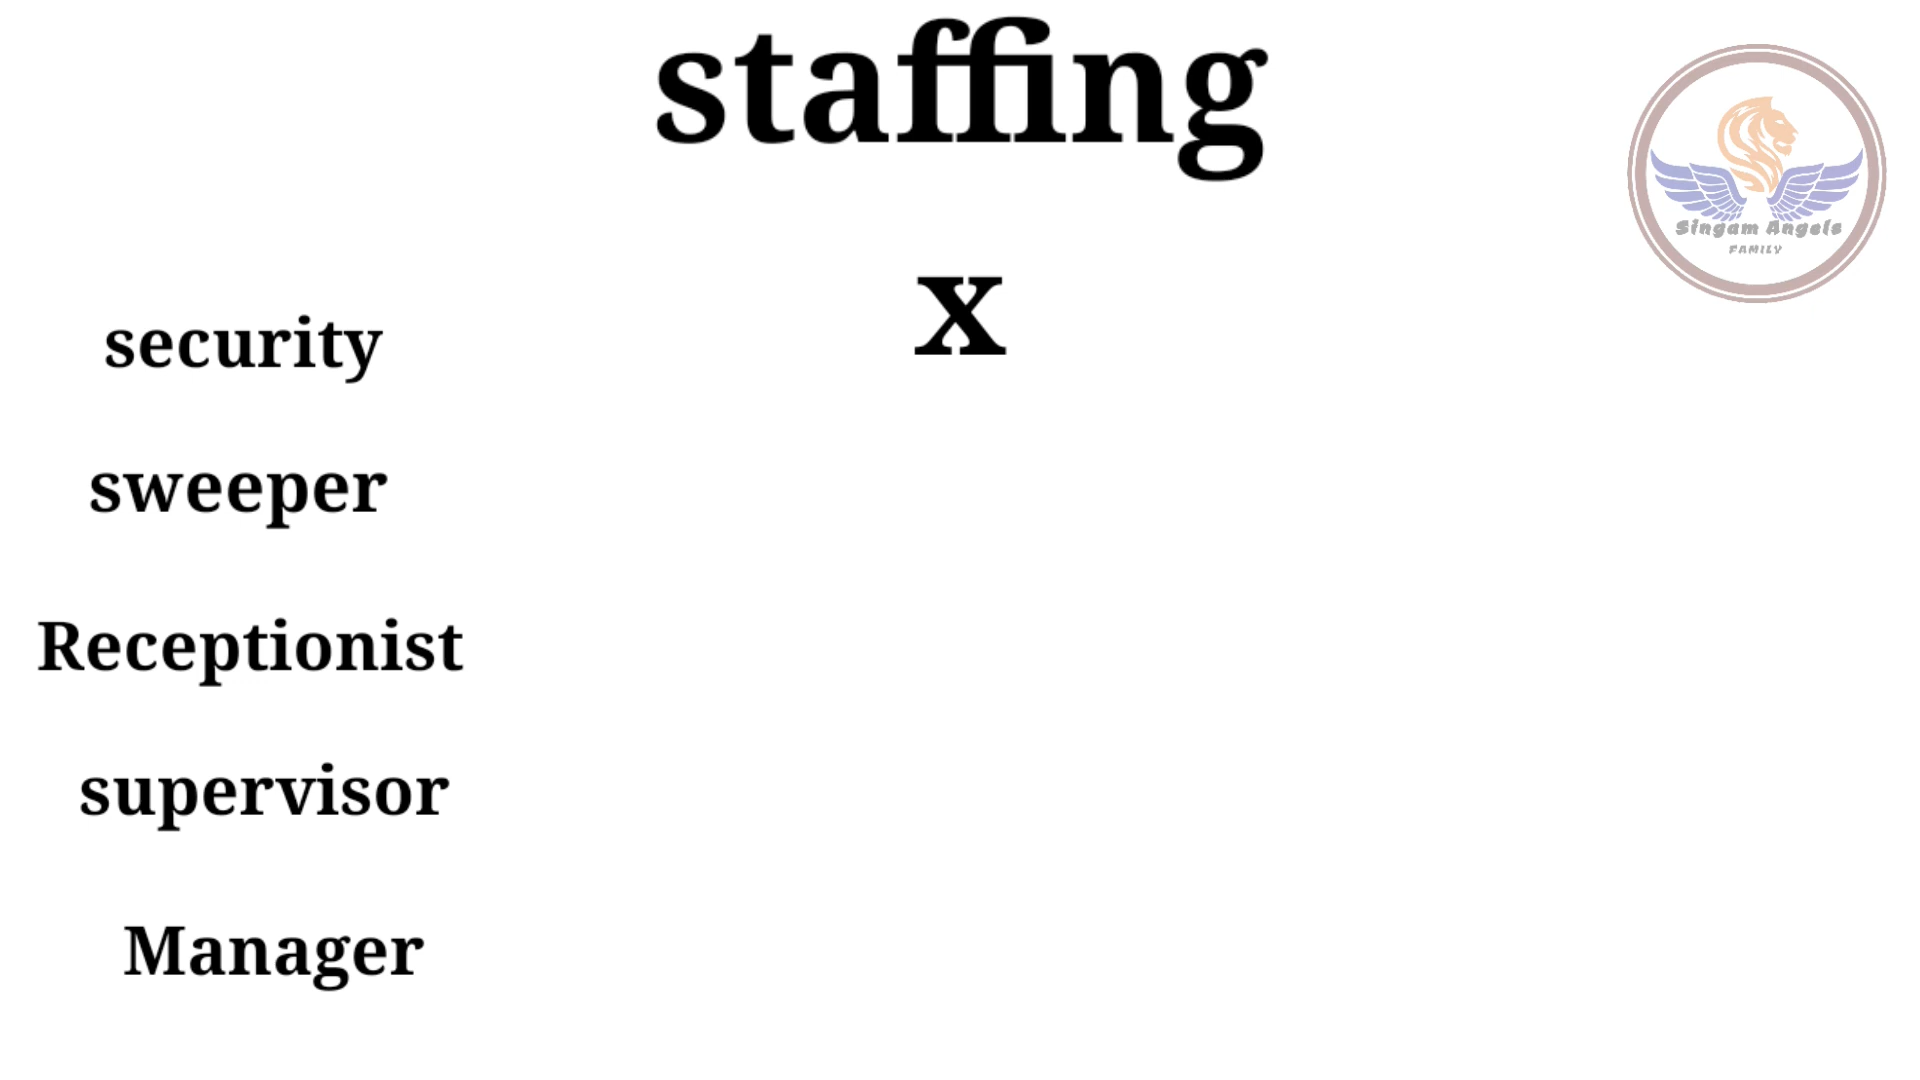 staffing
x
security
sweeper
Receptionist
supervisor
Manager
Singam Angels
FAMILY